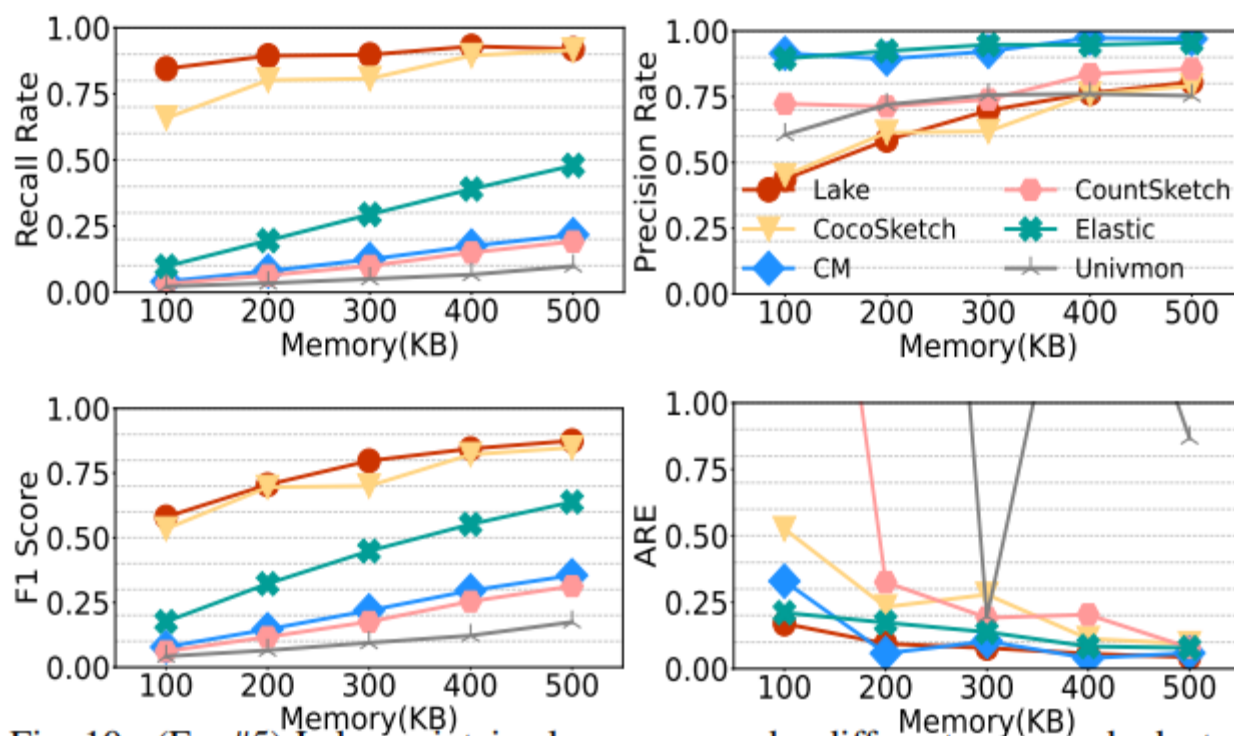 1.00
0.75
0.50
0.25
0.00
Recall Rate
100 200 300 400 500
Memory(KB)
1.00
0.75
0.50
0.25
0.00
Precision Rate
Lake
CocoSketch
CM
CountSketch
Elastic
Univmon
100 200 300 400 500
Memory(KB)
1.00
0.75
0.50
0.25
0.00
F1 Score
100 200 300 400 500
Memory(KB)
1.00
0.75
0.50
0.25
0.00
ARE
100 200 300 400 500
Memory(KB)